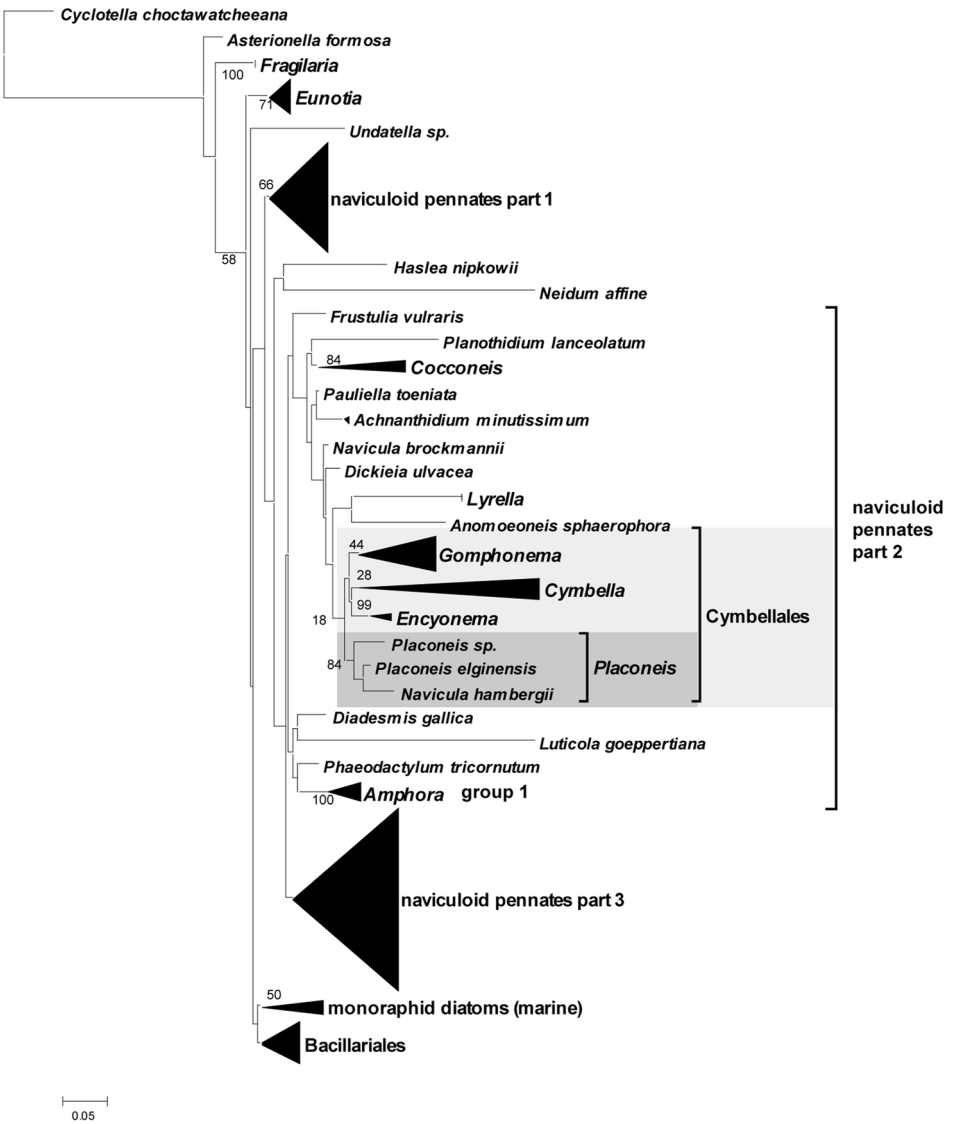 Cyclotella choctawatcheeana
Asterionella formosa
Fragilaria
100
Eunotia
71
Undatella sp.
66
naviculoid pennates part 1
58
Haslea nipkowii
Neidum affine
Frustulia vulraris
Planothidium lanceolatum
84
Cocconeis
Pauliella toeniata
Achnanthidium minutissimum
Navicula brockmannii
Dickieia ulvacea
Lyrella
naviculoid
pennates
part 2
Anomoeoneis sphaerophora
44
Gomphonema
28
Cymbella
99
Encyonema
18
Cymbellales
Placoneis sp.
84
Placoneis elginensis
Placoneis
Navicula hambergii
Diadesmis gallica
Luticola goeppertiana
Phaeodactylum tricornutum
100
Amphora group 1
naviculoid pennates part 3
50
monoraphid diatoms (marine)
Bacillariales
0.05